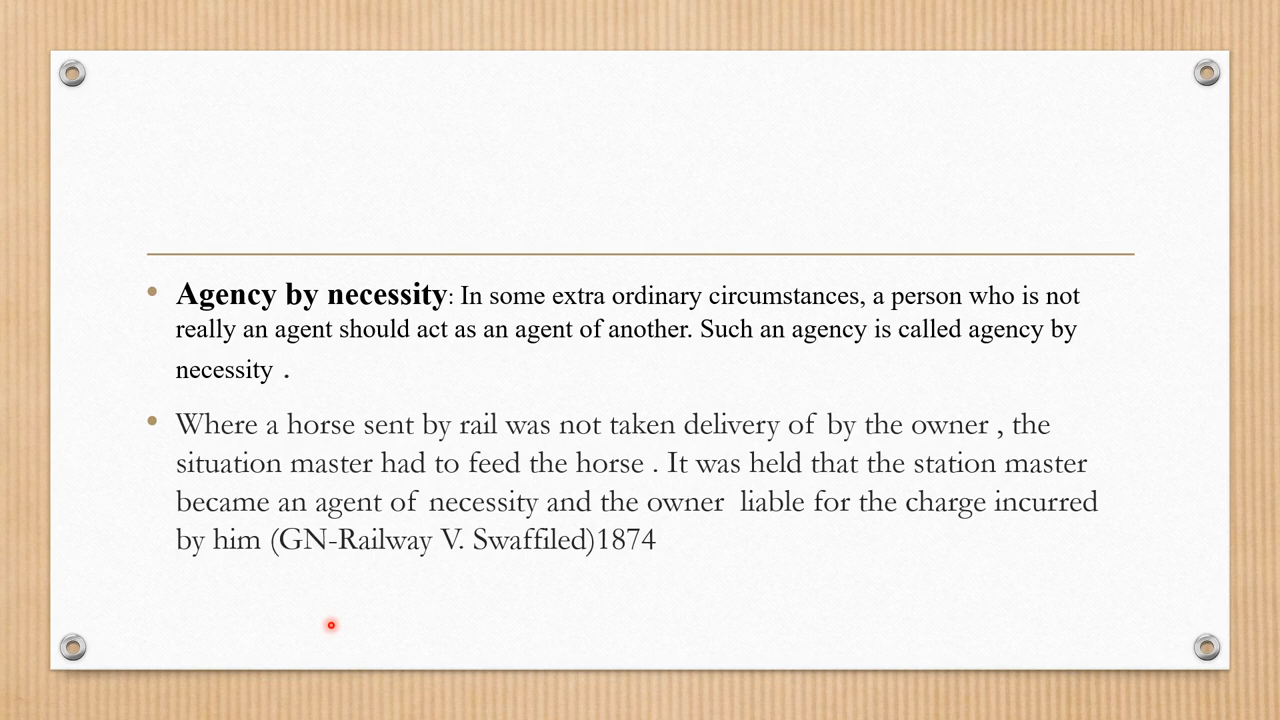 Agency by necessity: In some extra ordinary circumstances, a person who is not
really an agent should act as an agent of another. Such an agency is called agency by
necessity .
Where a horse sent by rail was not taken delivery of by the owner , the
situation master had to feed the horse . It was held that the station master
became an agent of necessity and the owner liable for the charge incurred
by him (GN-Railway V. Swaffiled)1874